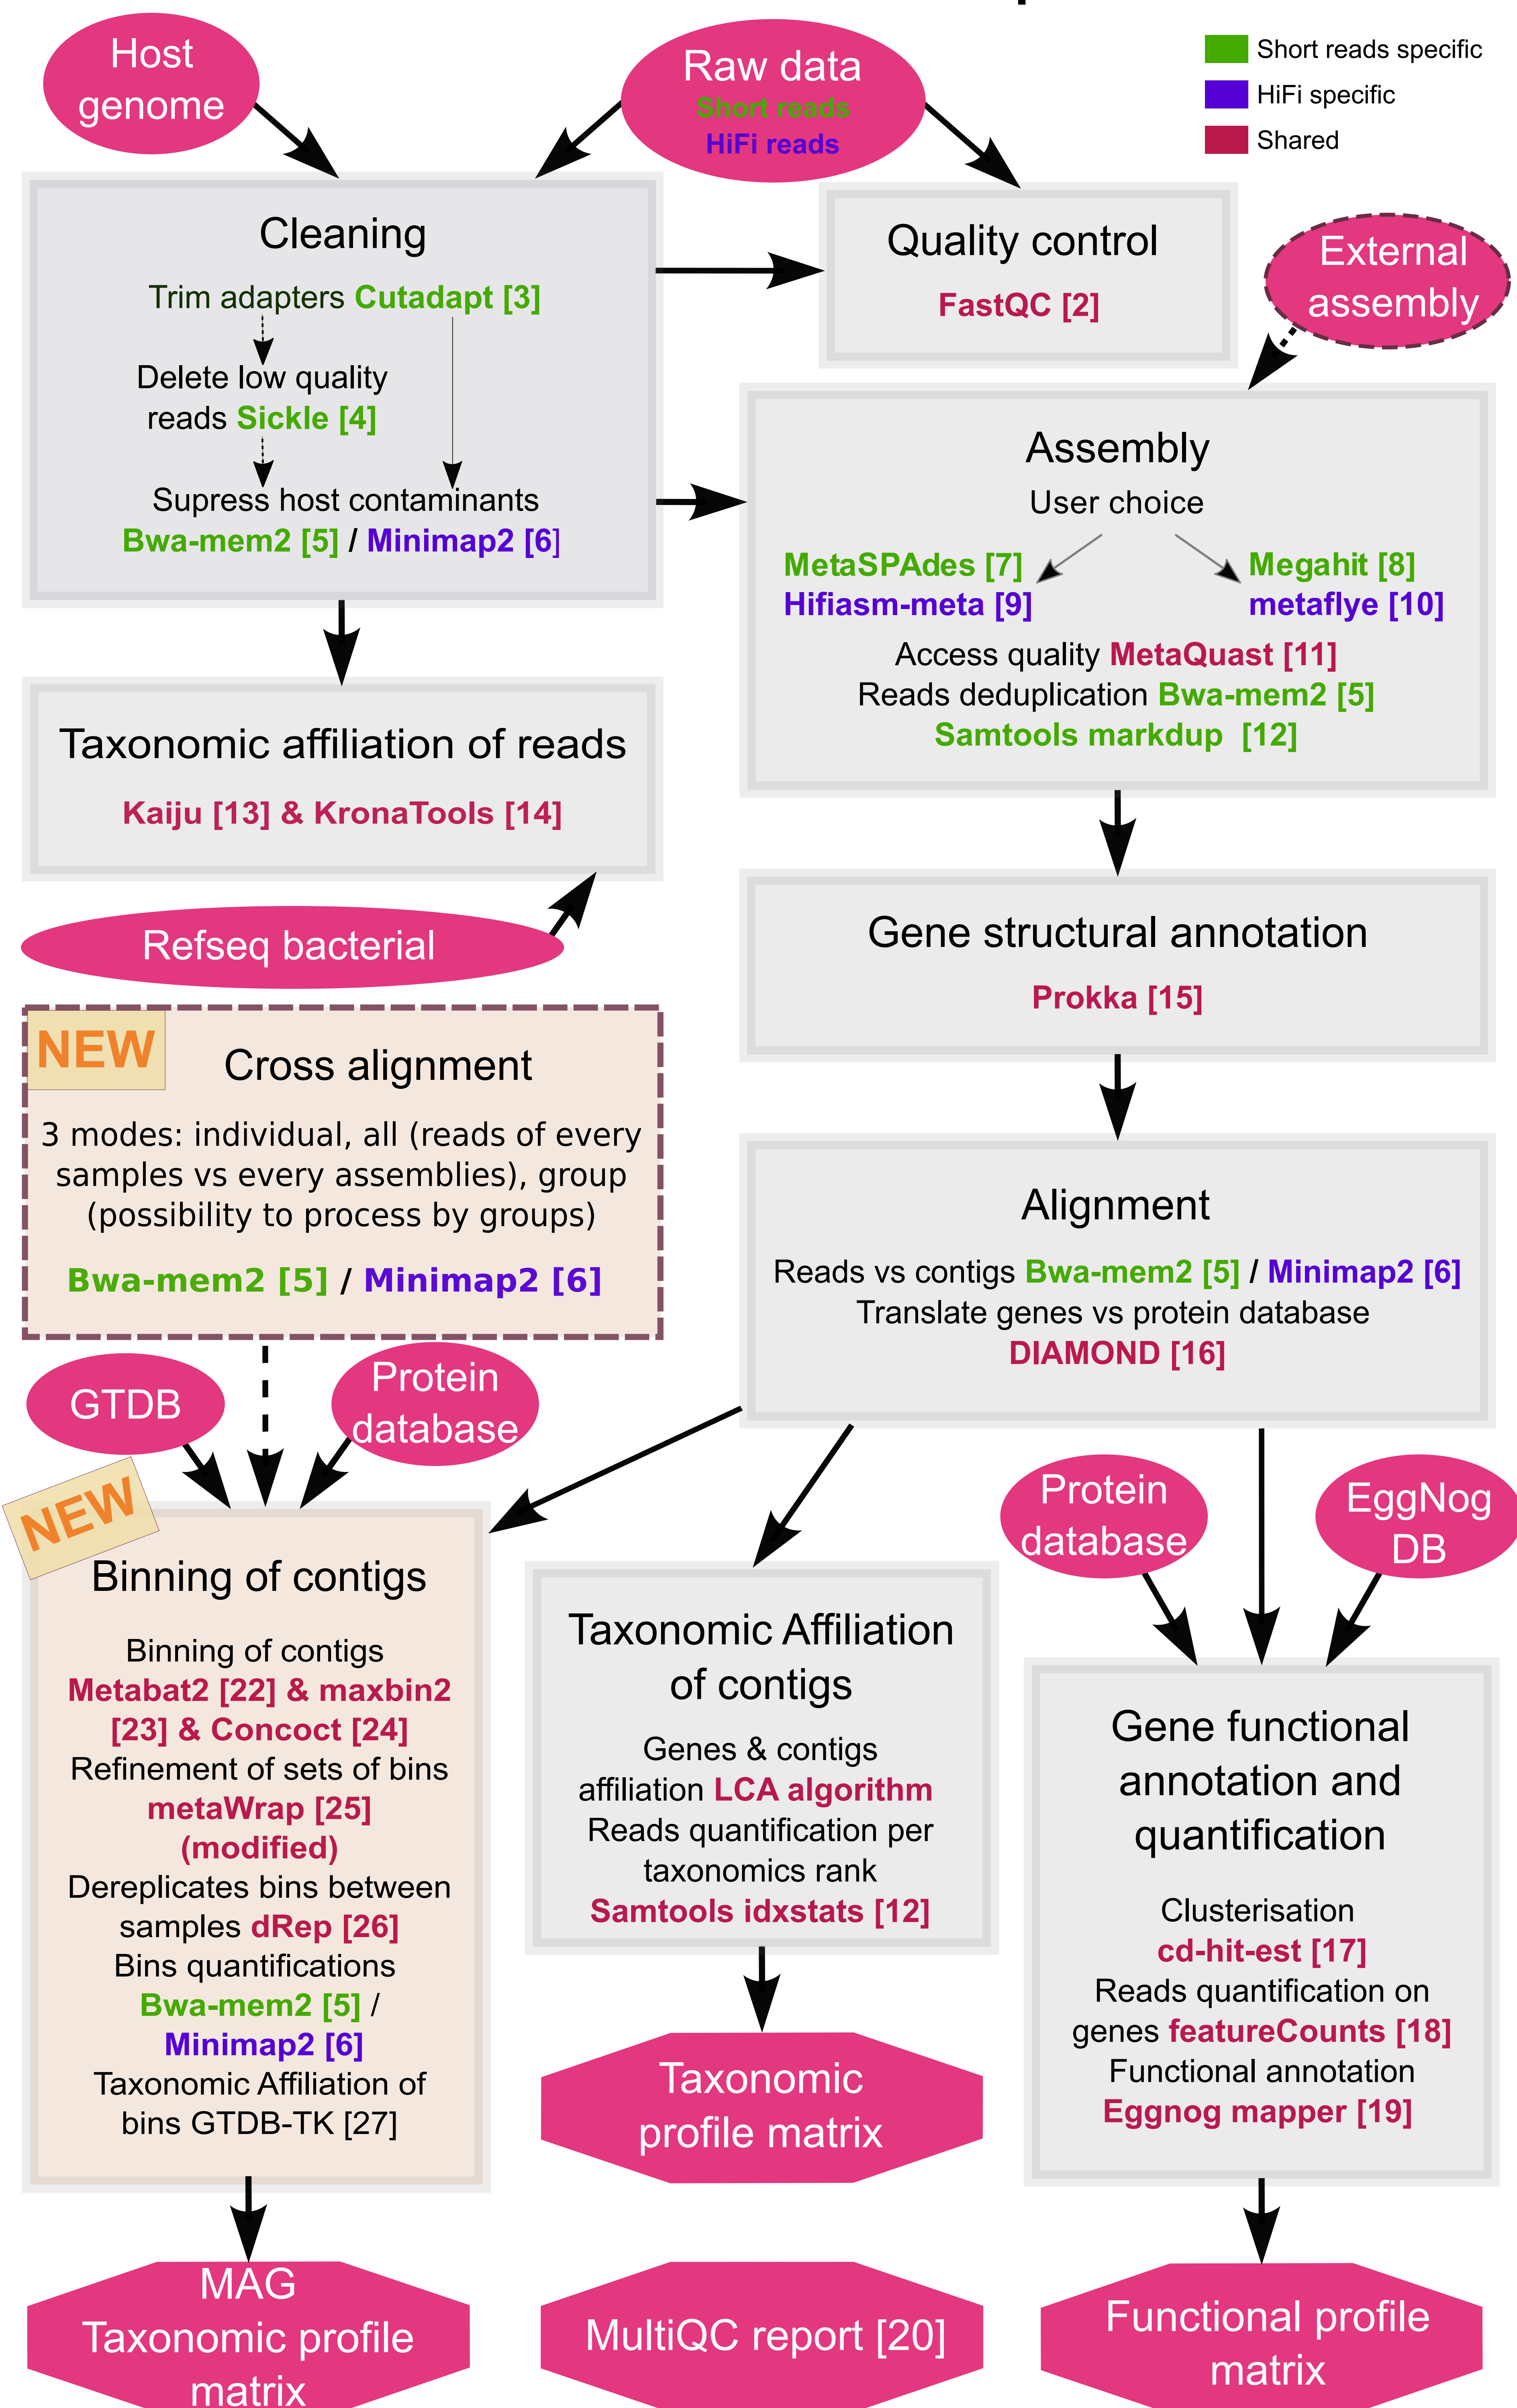 Host
genome
Raw data
Short reads
HiFi reads
Short reads specific
HiFi specific
Shared
Cleaning
Trim adapters Cutadapt [3]
Delete low quality
reads Sickle [4]
Supress host contaminants
Bwa-mem2 [5] / Minimap2 [6]
Quality control
FastQC [2]
External
assembly
Assembly
User choice
MetaSPAdes [7]
Hifiasm-meta [9]
Megahit [8]
metaflye [10]
Access quality MetaQuast [11]
Reads deduplication Bwa-mem2 [5]
Samtools markdup [12]
Taxonomic affiliation of reads
Kaiju [13] & KronaTools [14]
Refseq bacterial
Gene structural annotation
Prokka [15]
NEW
Cross alignment
3 modes: individual, all (reads of every
samples vs every assemblies), group
(possibility to process by groups)
Bwa-mem2 [5] / Minimap2 [6]
Alignment
Reads vs contigs Bwa-mem2 [5] / Minimap2 [6]
Translate genes vs protein database
DIAMOND [16]
GTDB
Protein
database
NEW
Binning of contigs
Binning of contigs
Metabat2 [22] & maxbin2
[23] & Concoct [24]
Refinement of sets of bins
metaWrap [25]
(modified)
Dereplicates bins between
samples dRep [26]
Bins quantifications
Bwa-mem2 [5] /
Minimap2 [6]
Taxonomic Affiliation of
bins GTDB-TK [27]
Taxonomic Affiliation
of contigs
Genes & contigs
affiliation LCA algorithm
Reads quantification per
taxonomics rank
Samtools idxstats [12]
Protein
database
EggNog
DB
Gene functional
annotation and
quantification
Clusterisation
cd-hit-est [17]
Reads quantification on
genes featureCounts [18]
Functional annotation
Eggnog mapper [19]
Taxonomic
profile matrix
MAG
Taxonomic profile
matrix
MultiQC report [20]
Functional profile
matrix